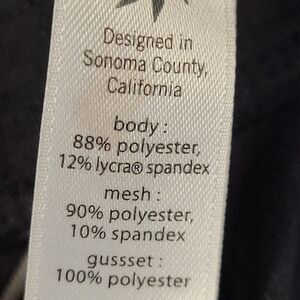 Designed in
Sonoma County,
California
body :
88% polyester,
12% lycra® spandex
mesh :
90% polyester,
10% spandex
gussset :
100% polyester